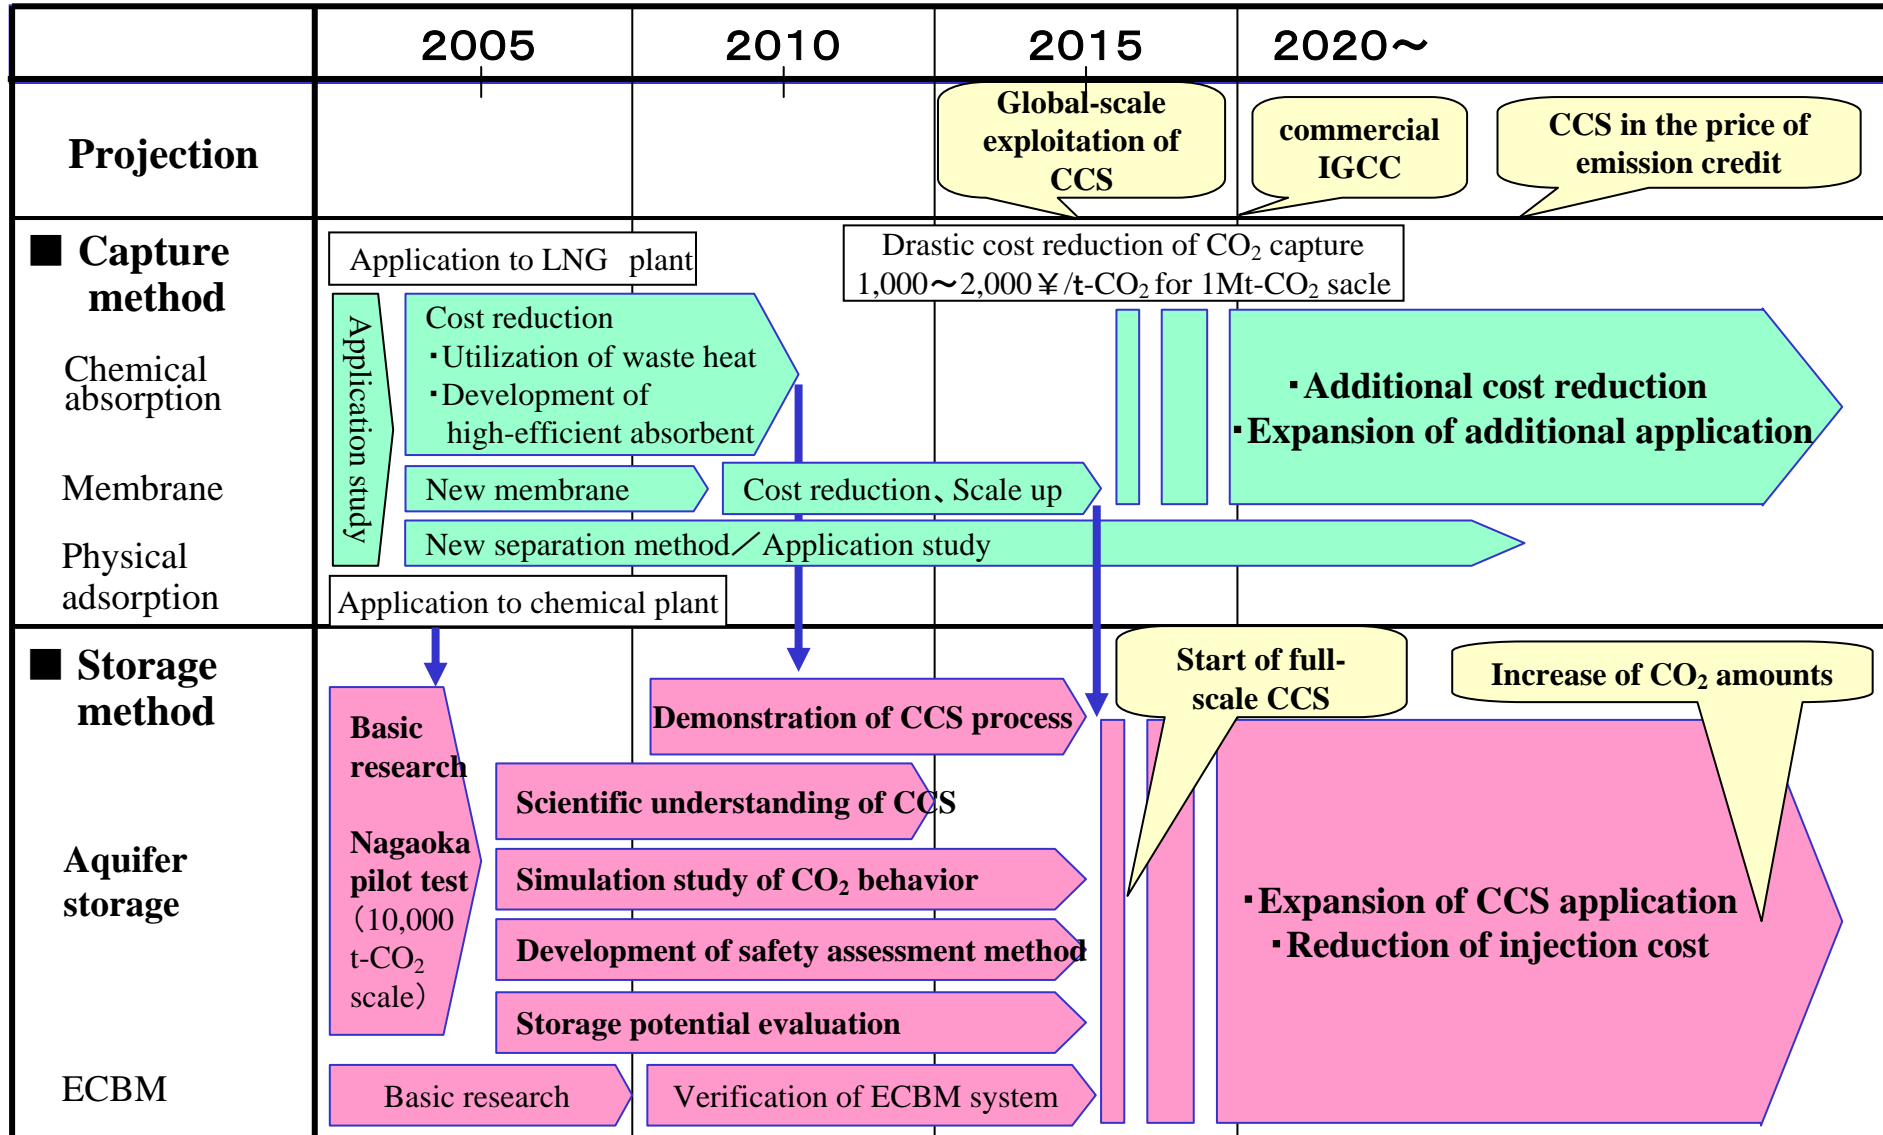 2005 2010 2015 2020～
Projection
Global-scale
exploitation of
CCS
commercial
IGCC
CCS in the price of
emission credit
■ Capture
method
Chemical
absorption
Membrane
Physical
adsorption
Application to LNG plant
Drastic cost reduction of CO₂ capture
1,000～2,000￥/t-CO₂ for 1Mt-CO₂ sacle
Application study
Cost reduction
・Utilization of waste heat
・Development of
high-efficient absorbent
New membrane
Cost reduction、Scale up
New separation method／Application study
・Additional cost reduction
・Expansion of additional application
Application to chemical plant
■ Storage
method
Aquifer
storage
ECBM
Basic
research
Nagaoka
pilot test
（10,000
t-CO₂
scale）
Demonstration of CCS process
Scientific understanding of CCS
Simulation study of CO₂ behavior
Development of safety assessment method
Storage potential evaluation
Basic research
Verification of ECBM system
Start of full-
scale CCS
Increase of CO₂ amounts
・Expansion of CCS application
・Reduction of injection cost